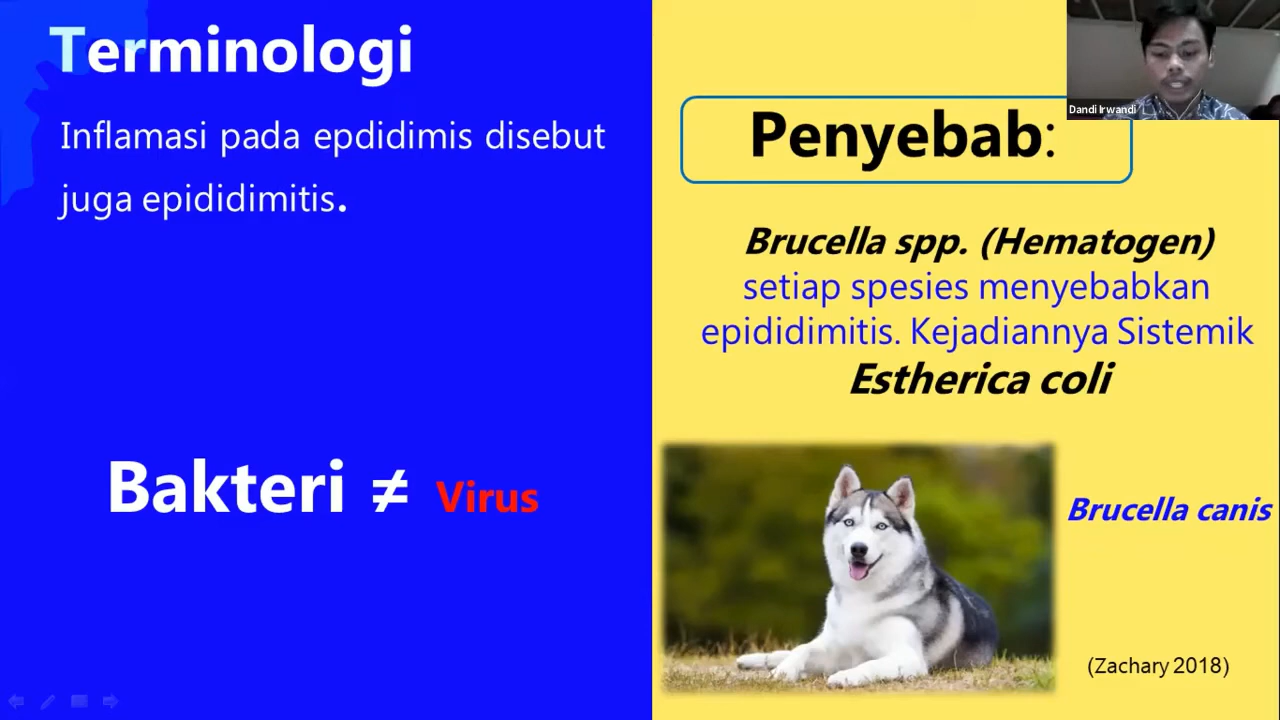 Terminologi
Inflamasi pada epdidimis disebut
juga epididimitis.
Bakteri ≠ Virus
Dandi Irwandi
Penyebab:
Brucella spp. (Hematogen)
setiap spesies menyebabkan
epididimitis. Kejadiannya Sistemik
Estherica coli
Brucella canis
(Zachary 2018)